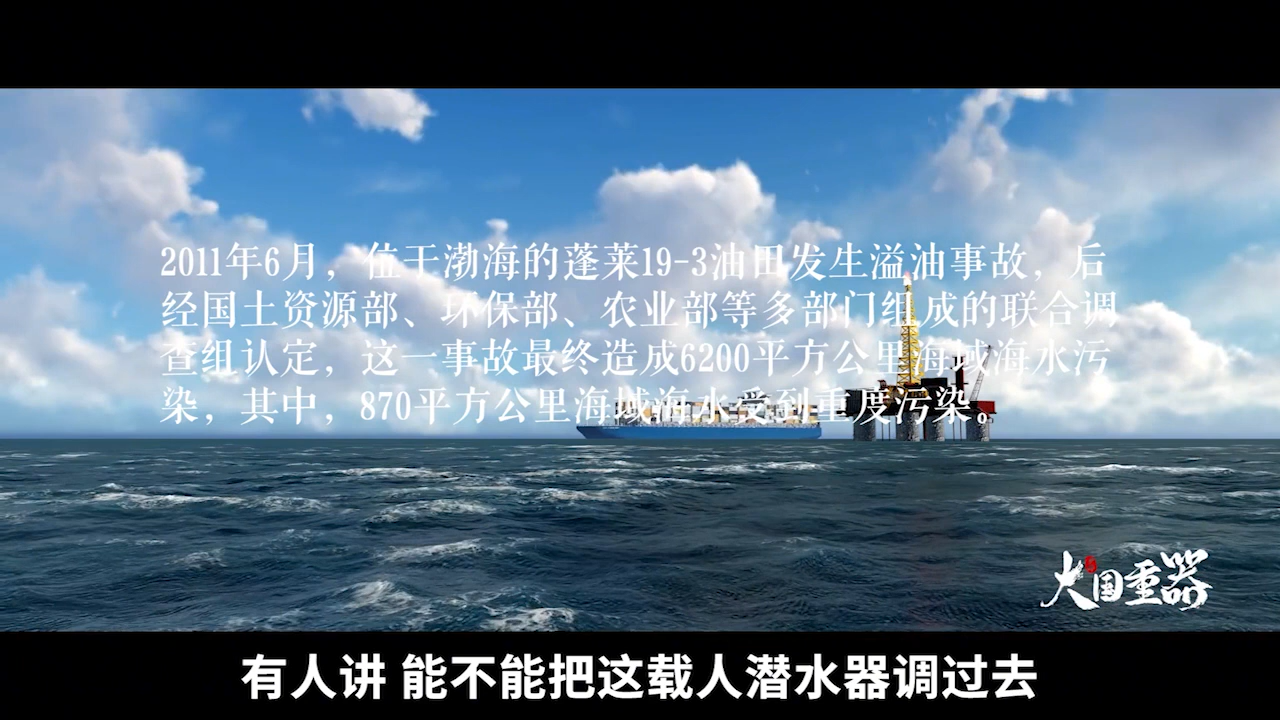 2011年6月，位于渤海的蓬莱19-3油田发生溢油事故，后
经国土资源部、环保部、农业部等多部门组成的联合调
查组认定，这一事故最终造成6200平方公里海域海水污
染，其中，870平方公里海域海水受到重度污染。
大国重器
有人讲 能不能把这载人潜水器调过去